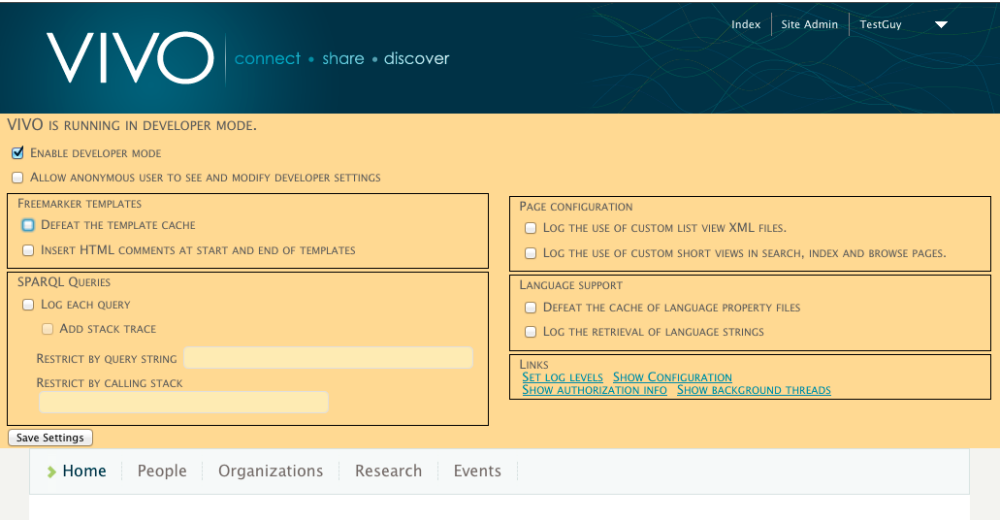 Index
Site Admin
TestGuy
VIVO
connect • share • discover
VIVO IS RUNNING IN DEVELOPER MODE.
ENABLE DEVELOPER MODE
ALLOW ANONYMOUS USER TO SEE AND MODIFY DEVELOPER SETTINGS
FREEMARKER TEMPLATES
DEFEAT THE TEMPLATE CACHE
INSERT HTML COMMENTS AT START AND END OF TEMPLATES
SPARQL QUERIES
LOG EACH QUERY
ADD STACK TRACE
RESTRICT BY QUERY STRING
RESTRICT BY CALLING STACK
PAGE CONFIGURATION
LOG THE USE OF CUSTOM LIST VIEW XML FILES.
LOG THE USE OF CUSTOM SHORT VIEWS IN SEARCH, INDEX AND BROWSE PAGES.
LANGUAGE SUPPORT
DEFEAT THE CACHE OF LANGUAGE PROPERTY FILES
LOG THE RETRIEVAL OF LANGUAGE STRINGS
LINKS
SET LOG LEVELS SHOW CONFIGURATION
SHOW AUTHORIZATION INFO SHOW BACKGROUND THREADS
Save Settings
Home People Organizations Research Events